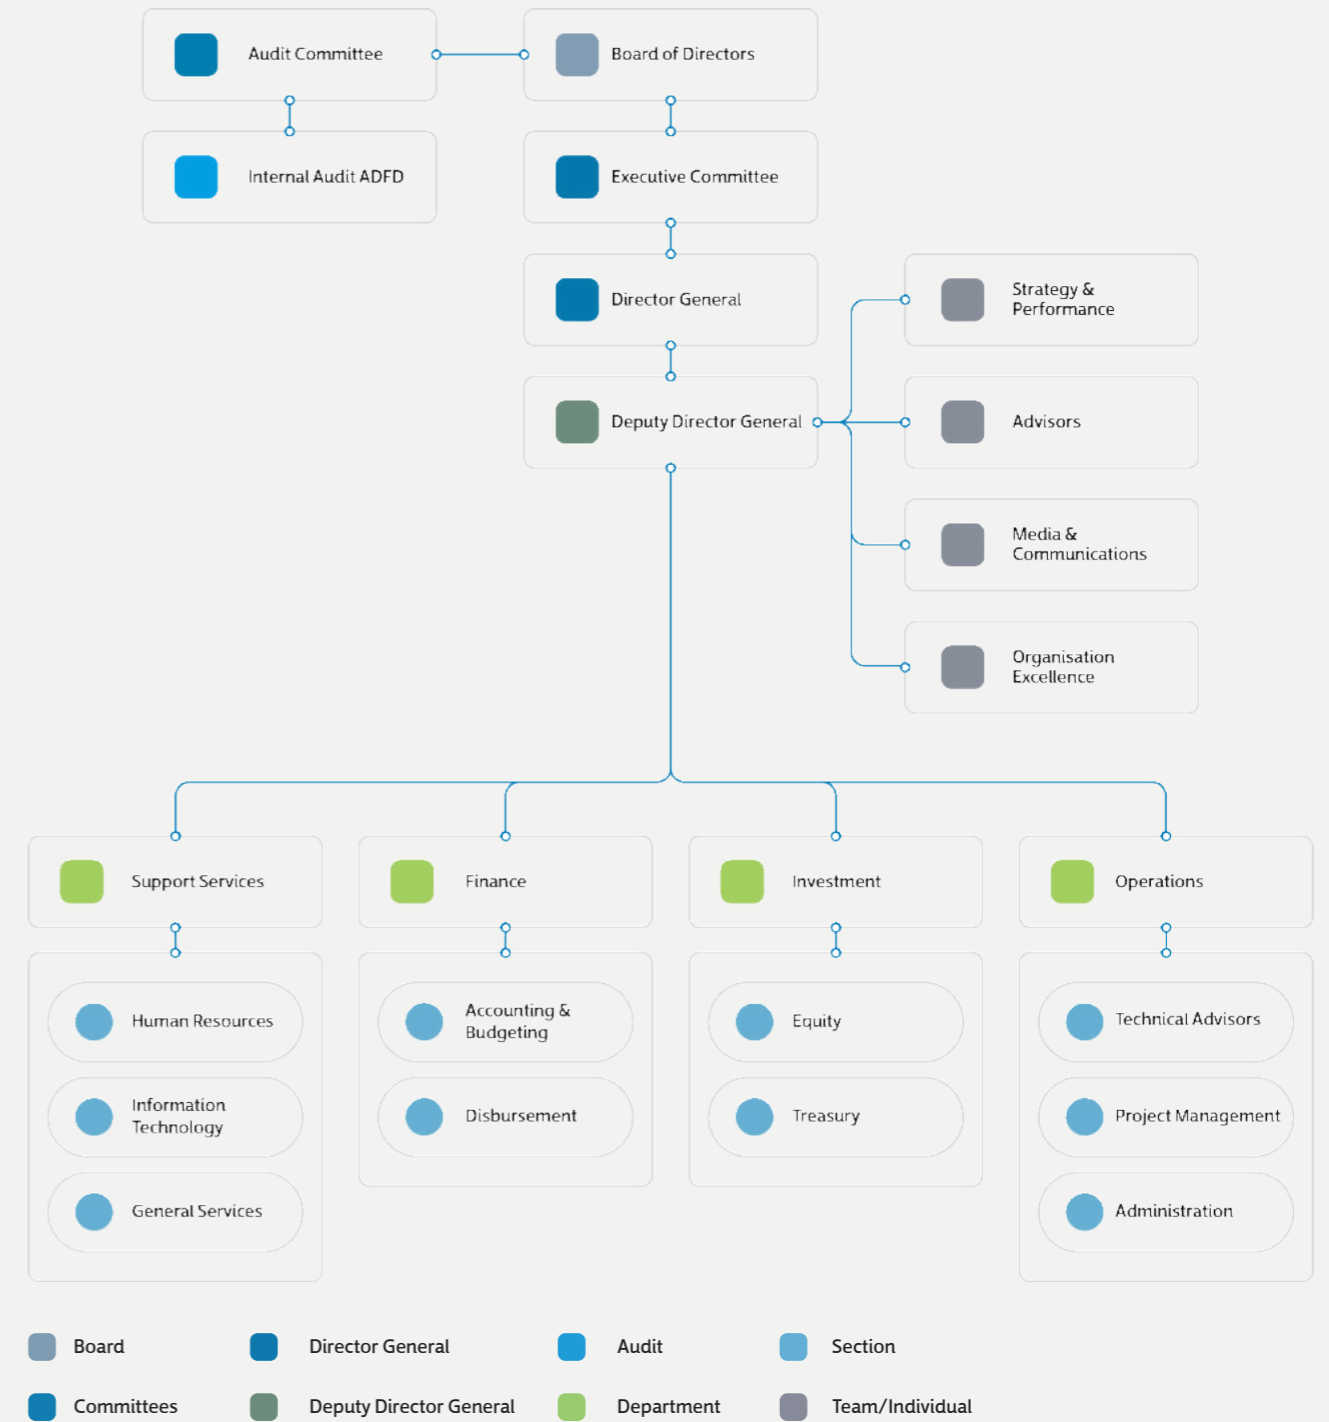 Audit Committee
Board of Directors
Internal Audit ADFD
Executive Committee
Director General
Strategy &
Performance
Deputy Director General
Advisors
Media &
Communications
Organisation
Excellence
Support Services
Finance
Investment
Operations
Human Resources
Accounting &
Budgeting
Equity
Technical Advisors
Information
Technology
Disbursement
Treasury
Project Management
General Services
Administration
Board
Director General
Audit
Section
Committees
Deputy Director General
Department
Team/Individual